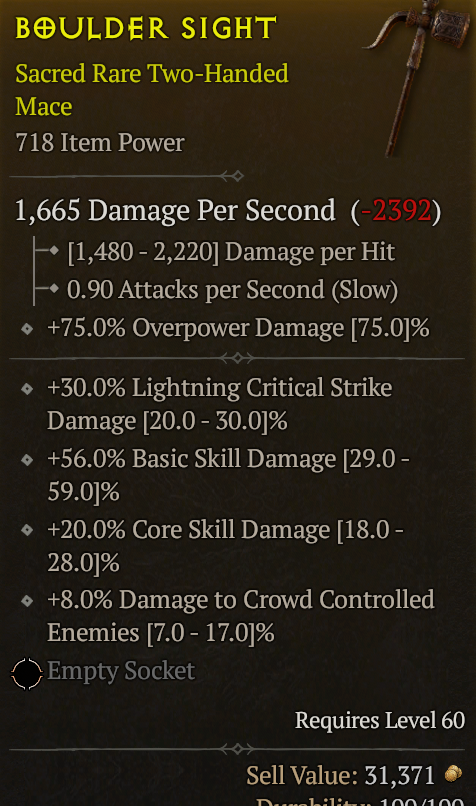 BOULDER SIGHT
Sacred Rare Two-Handed
Mace
718 Item Power
1,665 Damage Per Second (-2392)
[1,480 - 2,220] Damage per Hit
0.90 Attacks per Second (Slow)
+75.0% Overpower Damage [75.0]%
+30.0% Lightning Critical Strike
Damage [20.0 - 30.0]%
+56.0% Basic Skill Damage [29.0 -
59.0]%
+20.0% Core Skill Damage [18.0 -
28.0]%
+8.0% Damage to Crowd Controlled
Enemies [7.0 - 17.0]%
Empty Socket
Requires Level 60
Sell Value: 31,371
Durability: 100/100